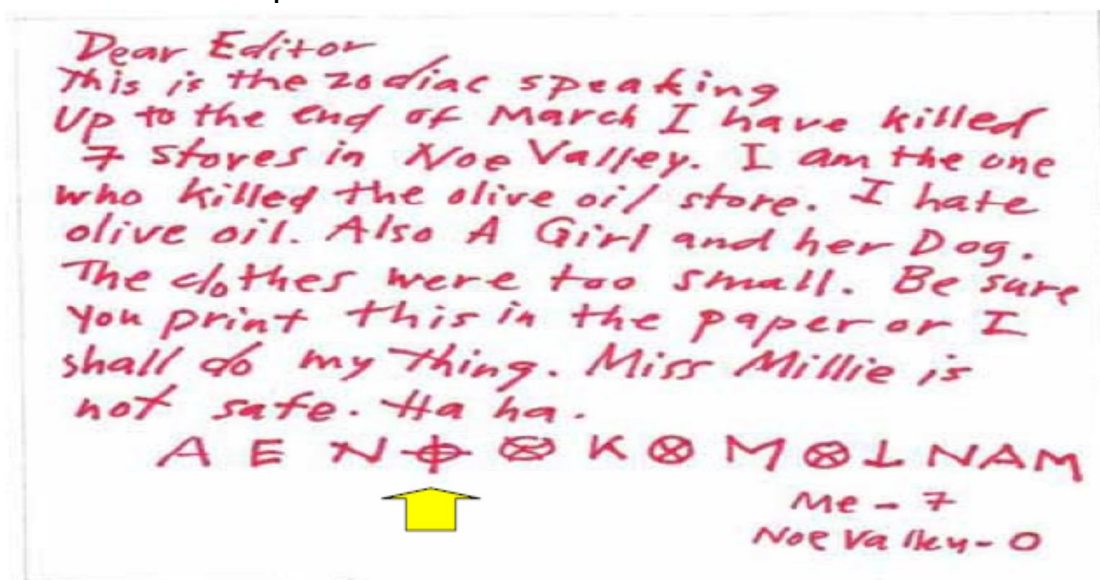 Dear Editor
This is the zodiac speaking
Up to the end of March I have killed
7 stores in Noe Valley. I am the one
who killed the olive oil store. I hate
olive oil. Also A Girl and her Dog.
The clothes were too small. Be sure
you print this in the paper or I
shall do my thing. Miss Millie is
not safe. Ha ha.
A E N ⌖ ⊗ K ⊗ M ⊗ ⊥ N A M
Me - 7
Noe Valley - 0